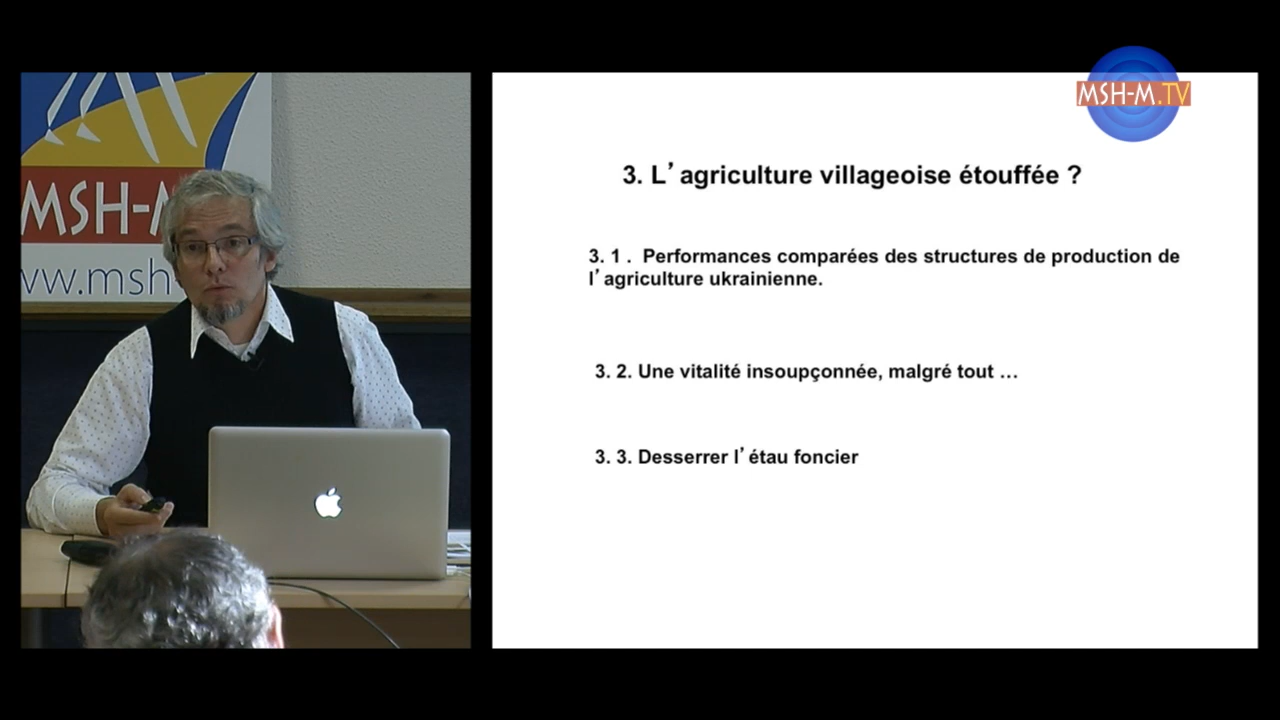 MSH-M.TV
MSH-M
ww.msh-
3. L’agriculture villageoise étouffée ?
3. 1 . Performances comparées des structures de production de
l’agriculture ukrainienne.
3. 2. Une vitalité insoupçonnée, malgré tout …
3. 3. Desserrer l’étau foncier